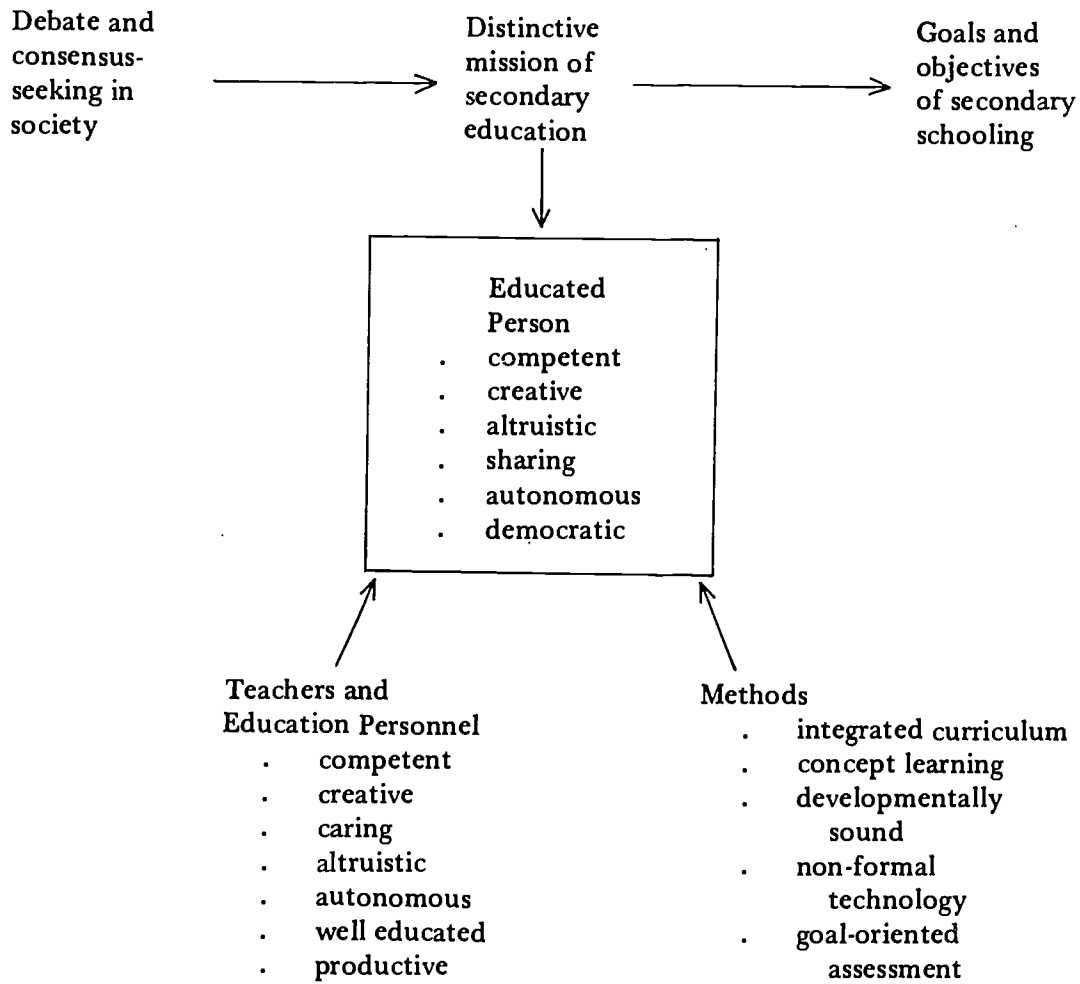 Debate and
consensus-
seeking in
society
Distinctive
mission of
secondary
education
Goals and
objectives
of secondary
schooling
Educated
Person
. competent
. creative
. altruistic
. sharing
. autonomous
. democratic
Teachers and
Education Personnel
. competent
. creative
. caring
. altruistic
. autonomous
. well educated
. productive
Methods
. integrated curriculum
. concept learning
. developmentally
sound
. non-formal
technology
. goal-oriented
assessment